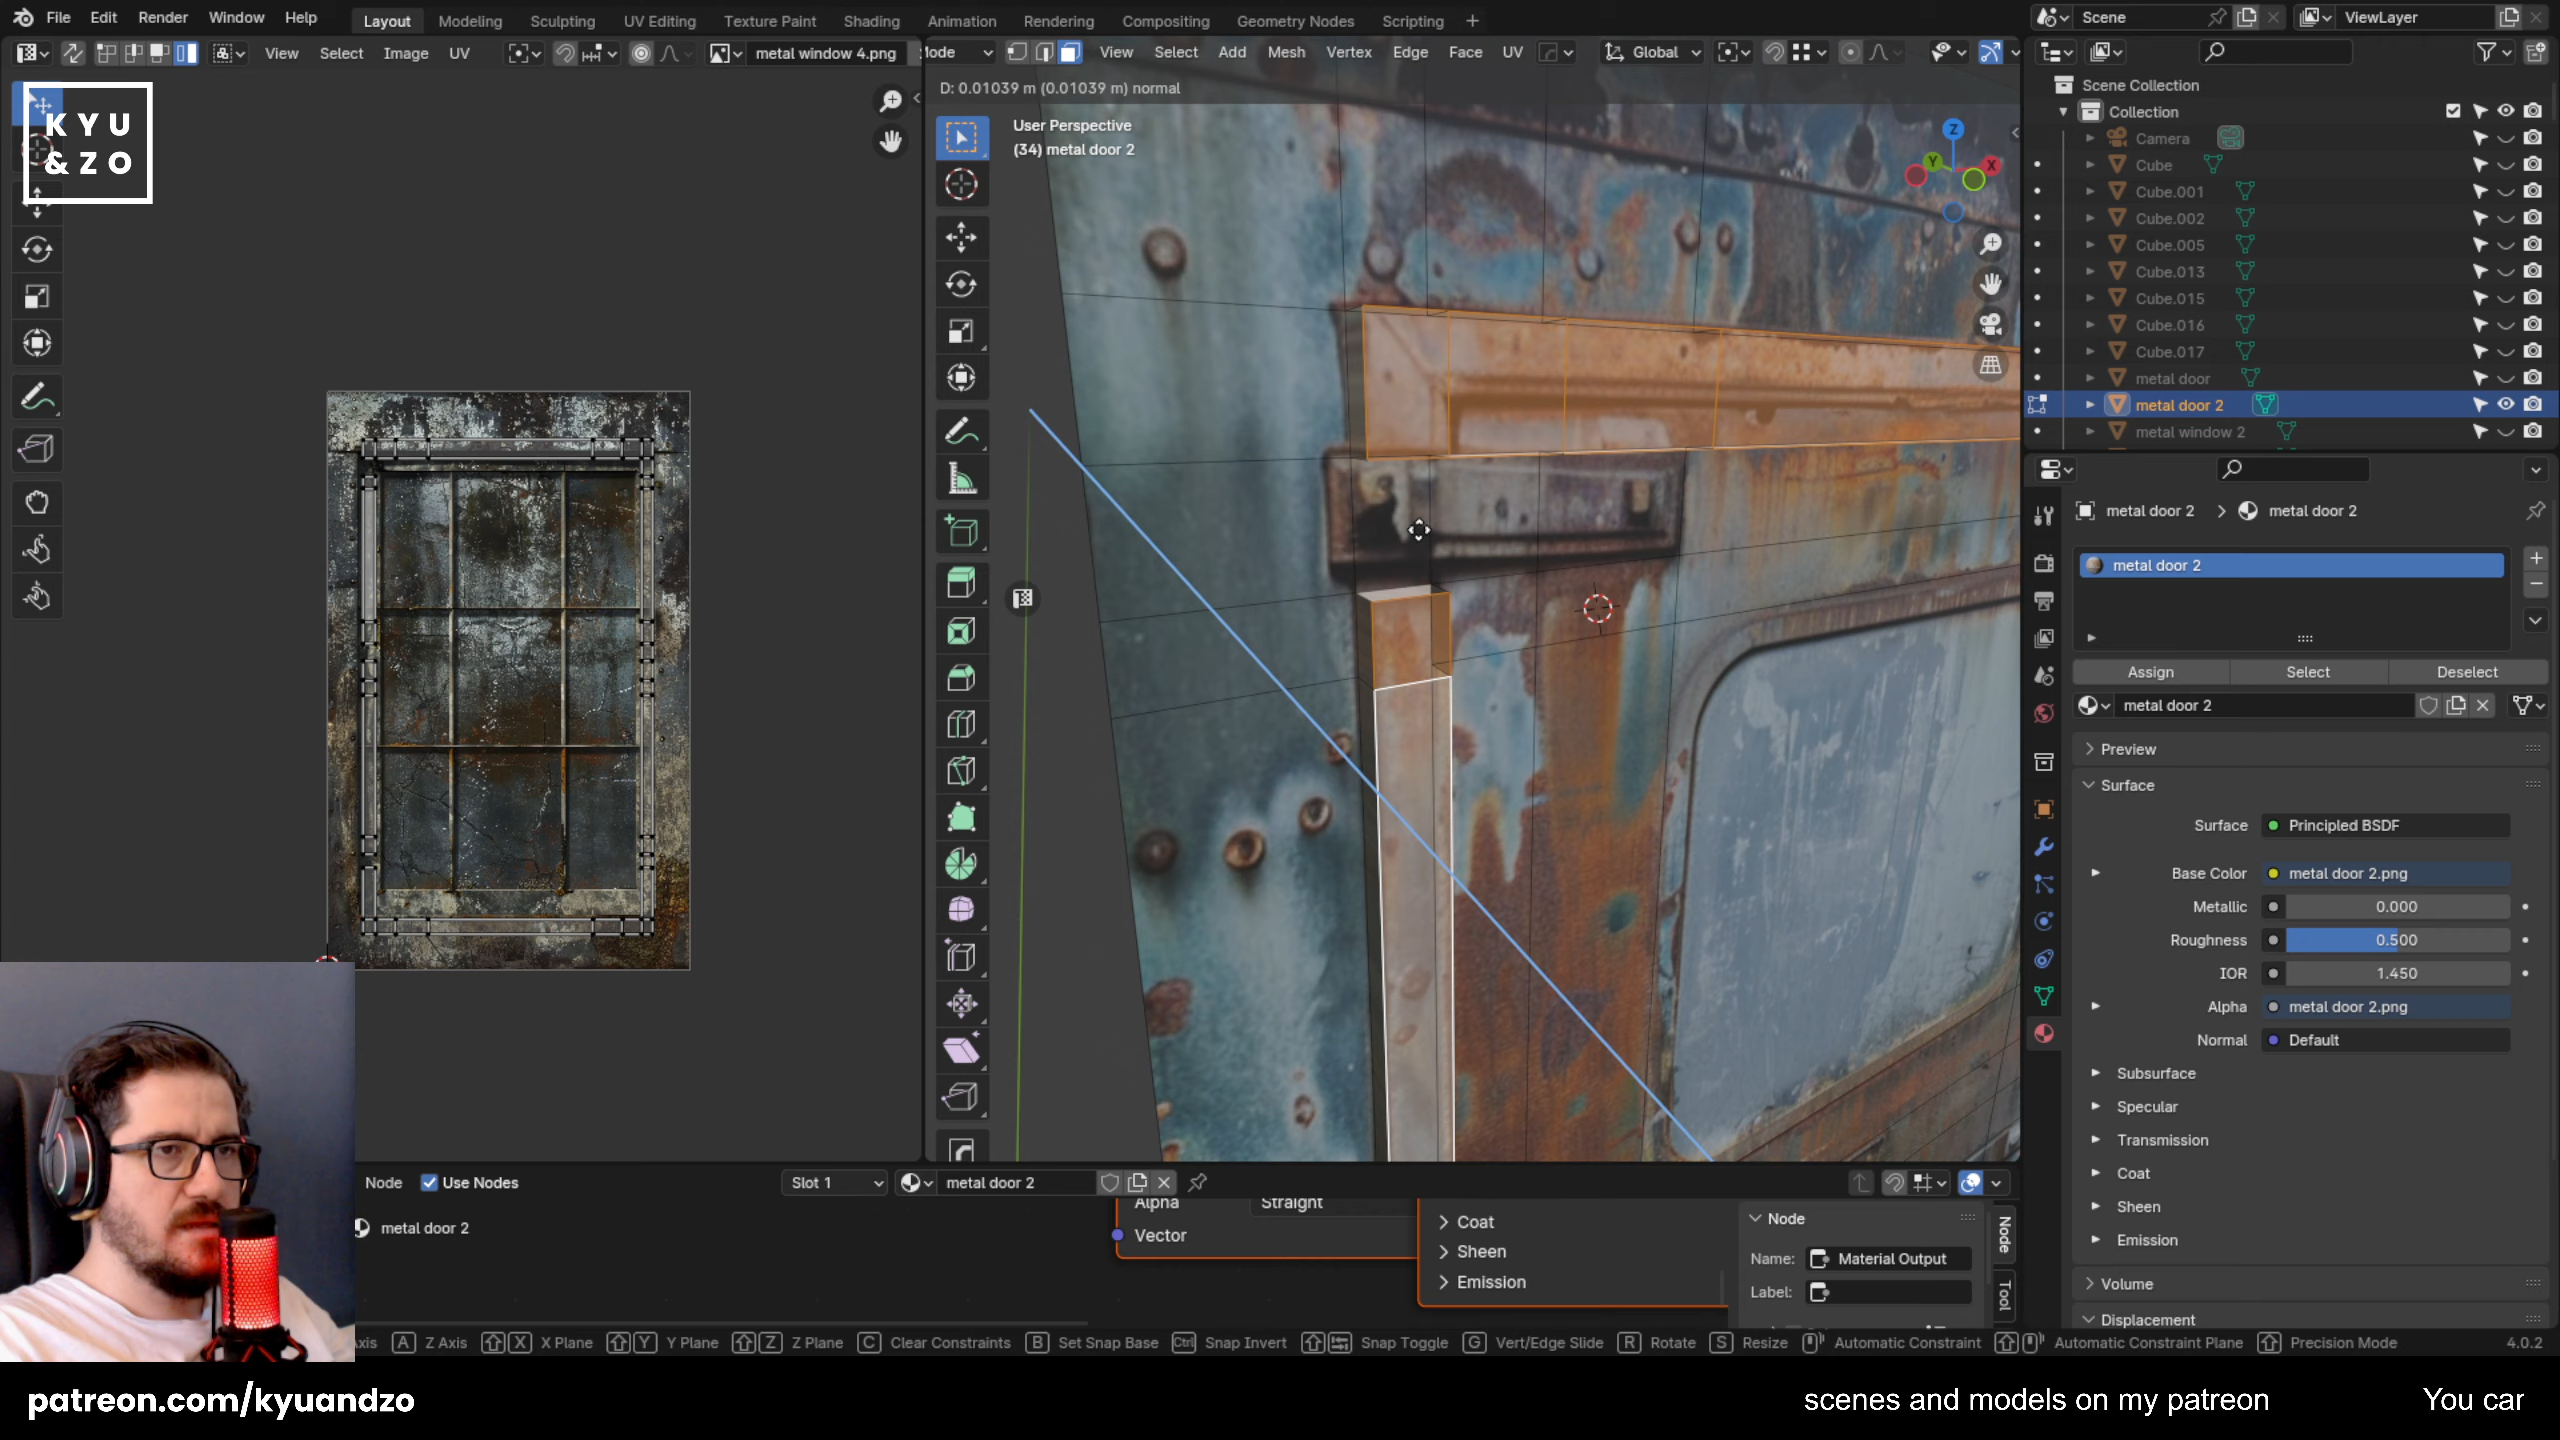 File Edit Render Window Help Layout Modeling Sculpting UV Editing Texture Paint Shading Animation Rendering Compositing Geometry Nodes Scripting + Scene ViewLayer
View Select Image UV metal window 4.png Mode View Select Add Mesh Vertex Edge Face UV Global
D: 0.01039 m (0.01039 m) normal
Scene Collection
Collection
User Perspective
(34) metal door 2
KYU
&ZO
Z
Y
X
Camera
Cube
Cube.001
Cube.002
Cube.005
Cube.013
Cube.015
Cube.016
Cube.017
metal door
metal door 2
metal window 2
metal door 2 > metal door 2
metal door 2
Assign Select Deselect
metal door 2
Preview
Surface
Surface Principled BSDF
Base Color metal door 2.png
Metallic 0.000
Roughness 0.500
IOR 1.450
Alpha metal door 2.png
Normal Default
Subsurface
Specular
Transmission
Coat
Sheen
Emission
Volume
Displacement
Node Use Nodes Slot 1 metal door 2
metal door 2
Alpha Straight
Vector
Coat
Sheen
Emission
Node
Name: Material Output
Label:
Node
Tool
xis A Z Axis X X Plane Y Y Plane Z Z Plane C Clear Constraints B Set Snap Base Ctrl Snap Invert Snap Toggle G Vert/Edge Slide R Rotate S Resize Automatic Constraint Automatic Constraint Plane Precision Mode 4.0.2
patreon.com/kyuandzo
scenes and models on my patreon You car